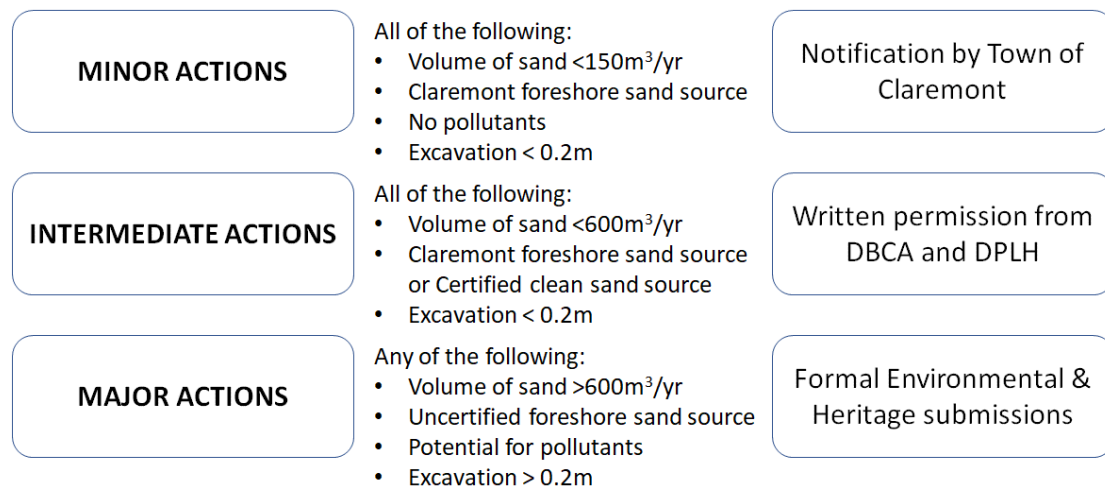 MINOR ACTIONS
All of the following:
• Volume of sand <150m³/yr
• Claremont foreshore sand source
• No pollutants
• Excavation < 0.2m
Notification by Town of
Claremont
INTERMEDIATE ACTIONS
All of the following:
• Volume of sand <600m³/yr
• Claremont foreshore sand source
or Certified clean sand source
• Excavation < 0.2m
Written permission from
DBCA and DPLH
MAJOR ACTIONS
Any of the following:
• Volume of sand >600m³/yr
• Uncertified foreshore sand source
• Potential for pollutants
• Excavation > 0.2m
Formal Environmental &
Heritage submissions